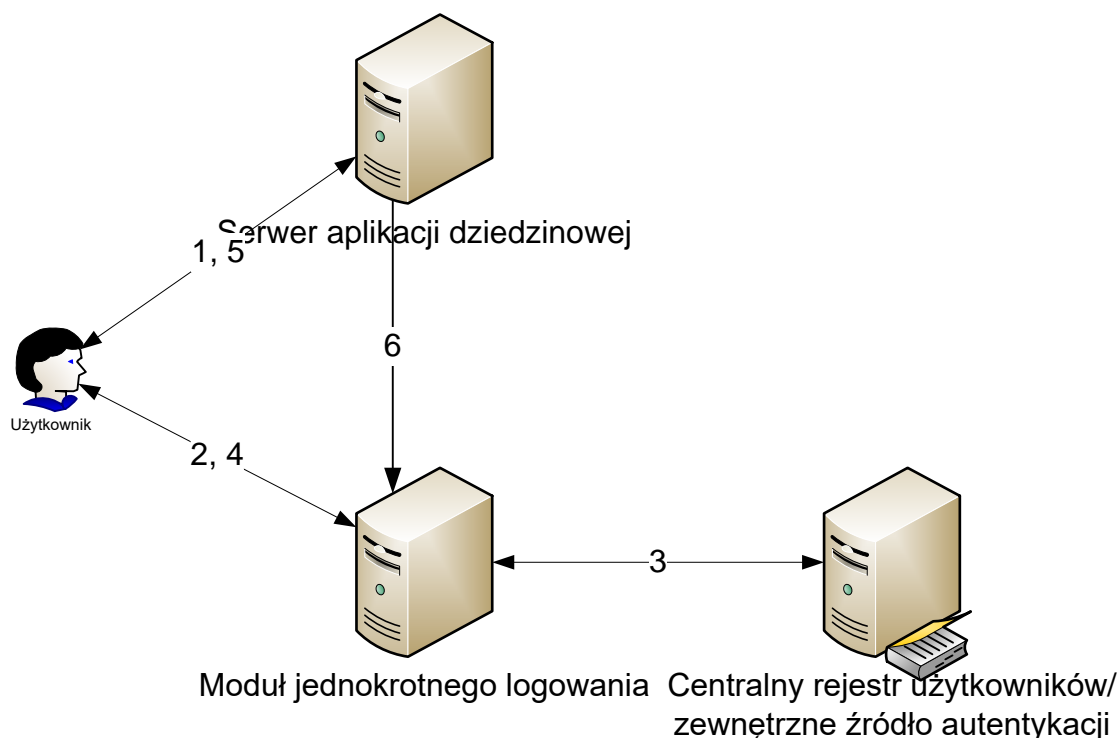 Serwer aplikacji dziedzinowej
1, 5
6
Użytkownik
2, 4
3
Moduł jednokrotnego logowania
Centralny rejestr użytkowników/
zewnętrzne źródło autentykacji